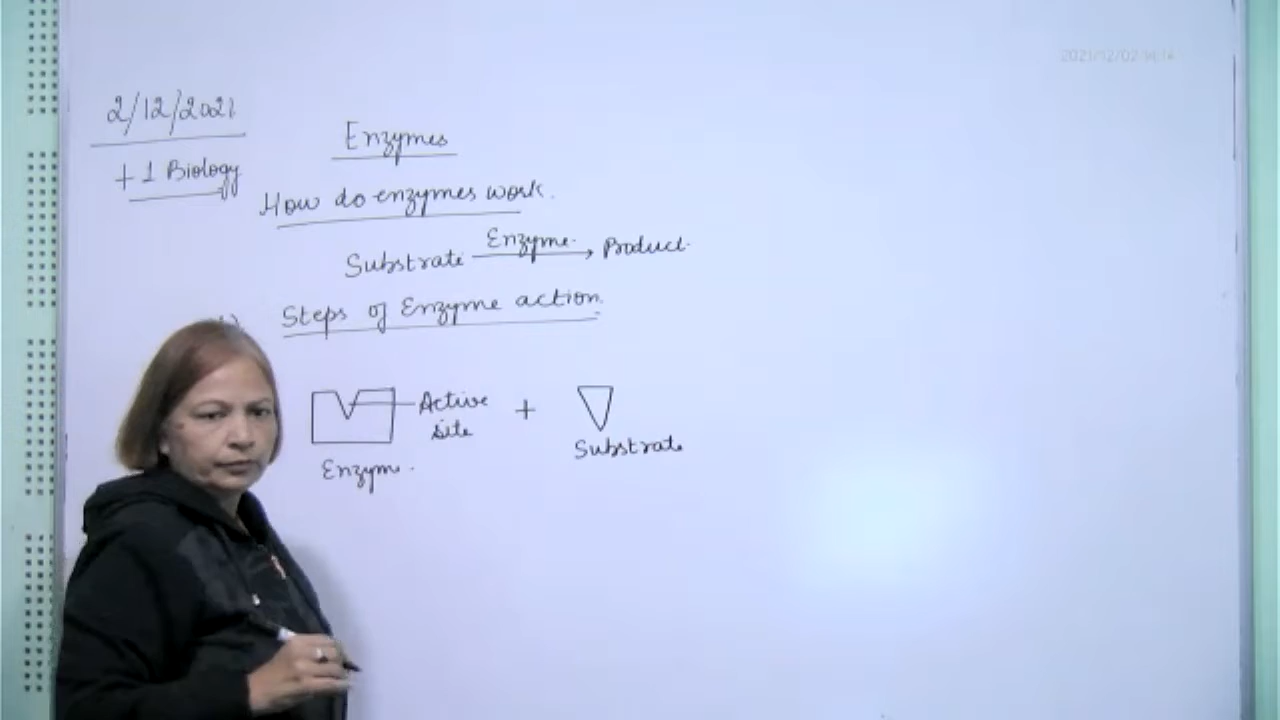 2/12/2021
+1 Biology
Enzymes
How do enzymes work.
Substrate Enzyme. → Product.
Steps of Enzyme action.
Active site
+
Enzyme.
Substrate